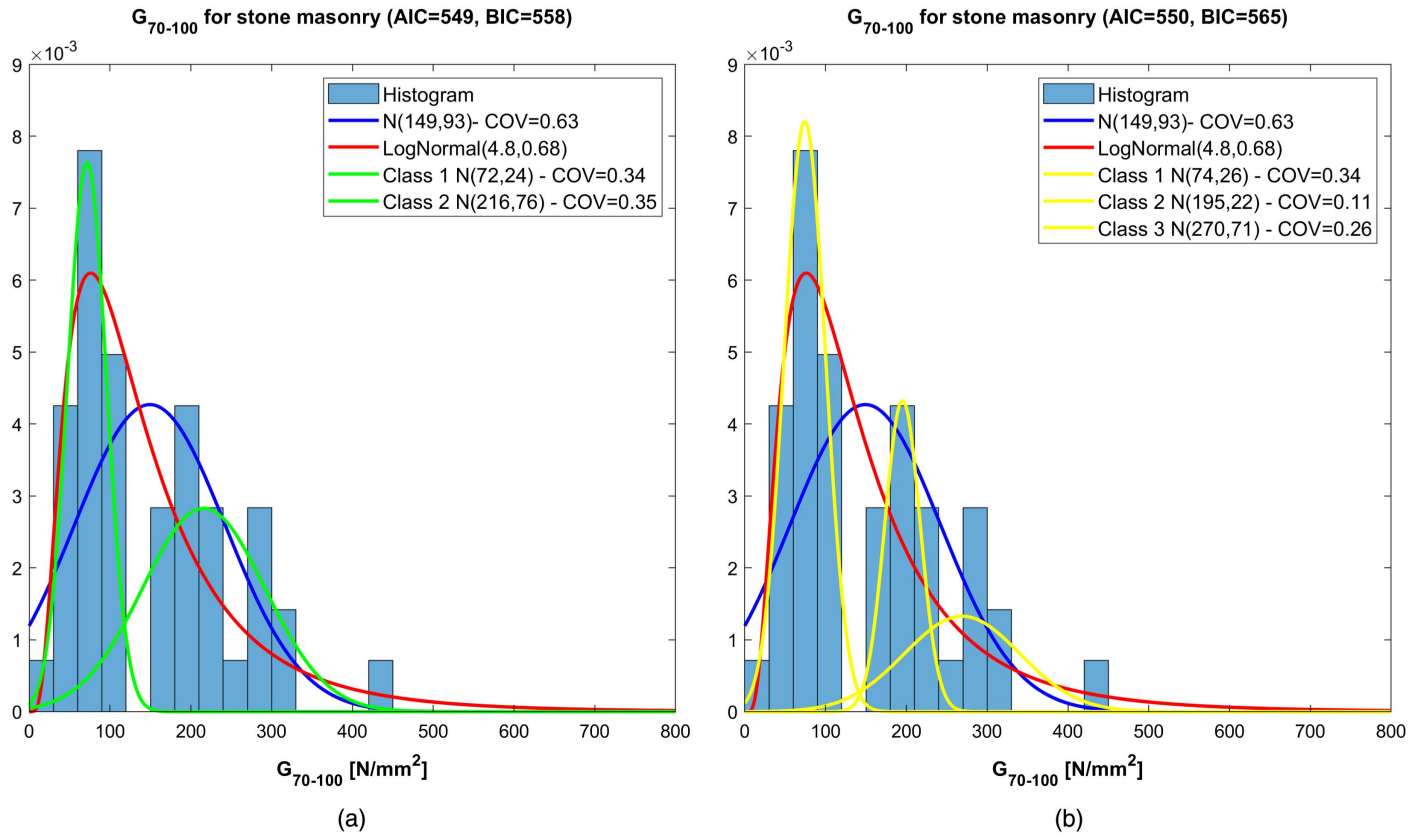 G70-100 for stone masonry (AIC=549, BIC=558)
×10-3
9
8
7
6
5
4
3
2
1
0
Histogram
N(149,93)- COV=0.63
LogNormal(4.8,0.68)
Class 1 N(72,24) - COV=0.34
Class 2 N(216,76) - COV=0.35
0 100 200 300 400 500 600 700 800
G70-100 [N/mm2]
(a)
G70-100 for stone masonry (AIC=550, BIC=565)
×10-3
9
8
7
6
5
4
3
2
1
0
Histogram
N(149,93)- COV=0.63
LogNormal(4.8,0.68)
Class 1 N(74,26) - COV=0.34
Class 2 N(195,22) - COV=0.11
Class 3 N(270,71) - COV=0.26
0 100 200 300 400 500 600 700 800
G70-100 [N/mm2]
(b)